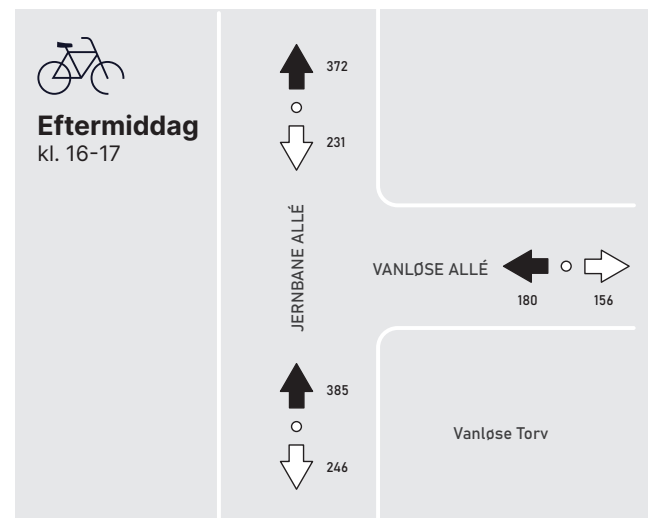 Eftermiddag
kl. 16-17
372
231
JERNBANE ALLÉ
VANLØSE ALLÉ
180
156
385
246
Vanløse Torv